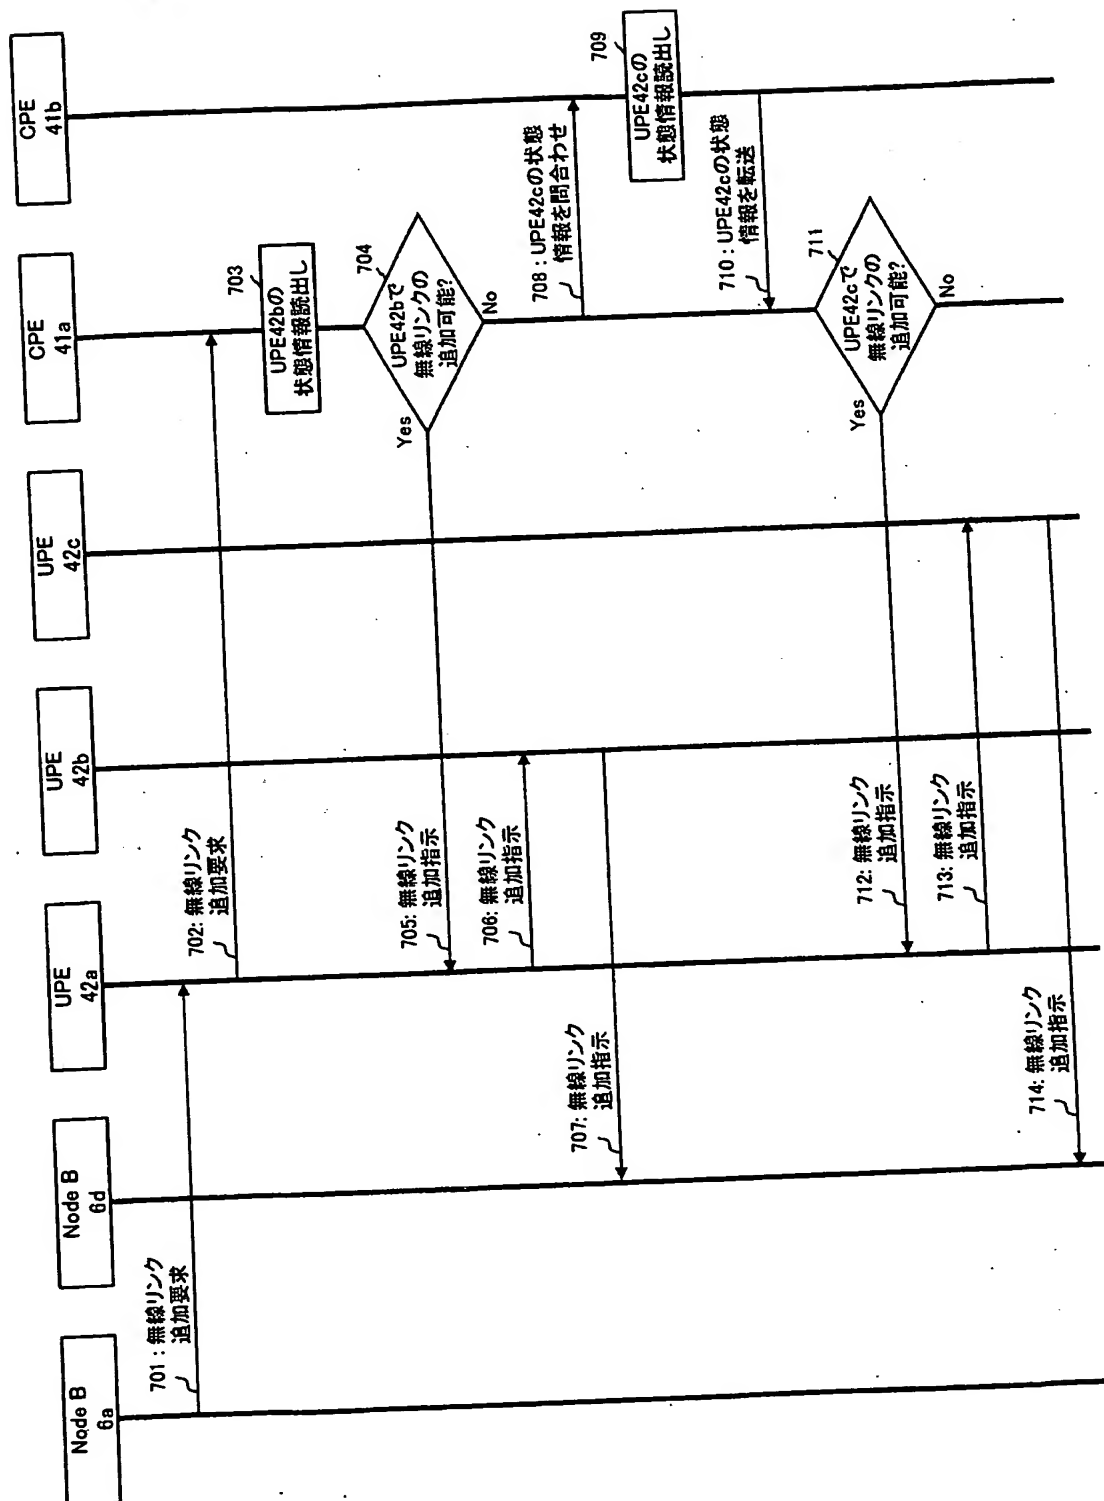 Node B
6a
Node B
6d
UPE
42a
UPE
42b
UPE
42c
CPE
41a
CPE
41b
701 : 無線リンク
追加要求
702: 無線リンク
追加要求
703
UPE42bの
状態情報読出し
704
UPE42bで
無線リンクの
追加可能?
Yes
No
705: 無線リンク
追加指示
706: 無線リンク
追加指示
707: 無線リンク
追加指示
708 : UPE42cの状態
情報を問合わせ
709
UPE42cの
状態情報読出し
710 : UPE42cの状態
情報を転送
711
UPE42cで
無線リンクの
追加可能?
Yes
No
712: 無線リンク
追加指示
713: 無線リンク
追加指示
714: 無線リンク
追加指示